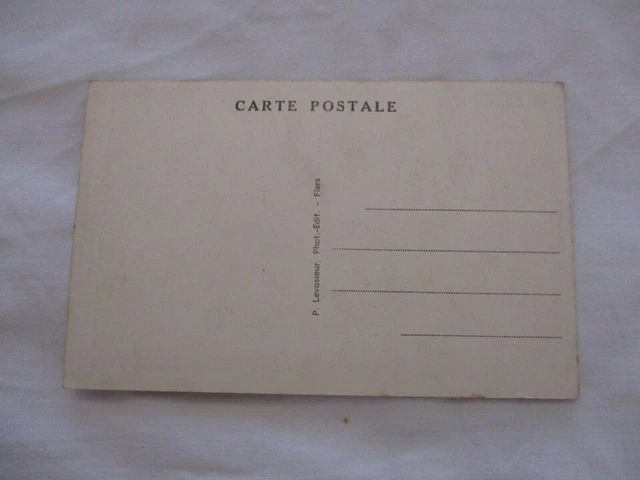 CARTE POSTALE
P. Levasseur, Phot.-Edit. - Flers